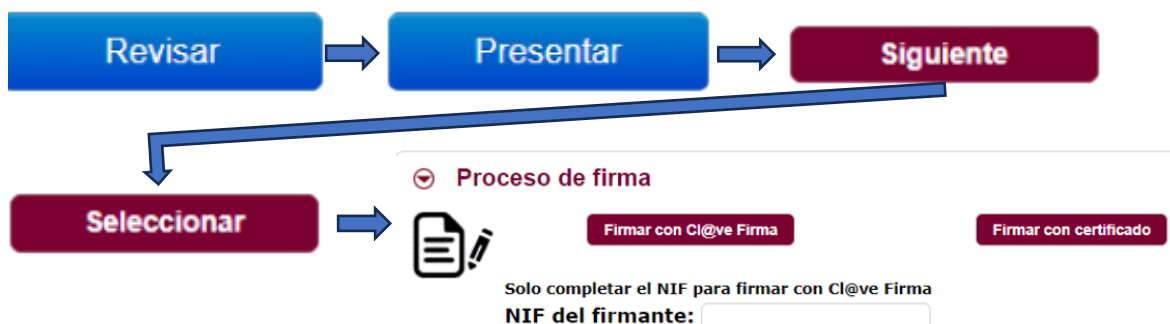 Revisar
Presentar
Siguiente
Seleccionar
Proceso de firma
Firmar con Cl@ve Firma
Firmar con certificado
Solo completar el NIF para firmar con Cl@ve Firma
NIF del firmante: